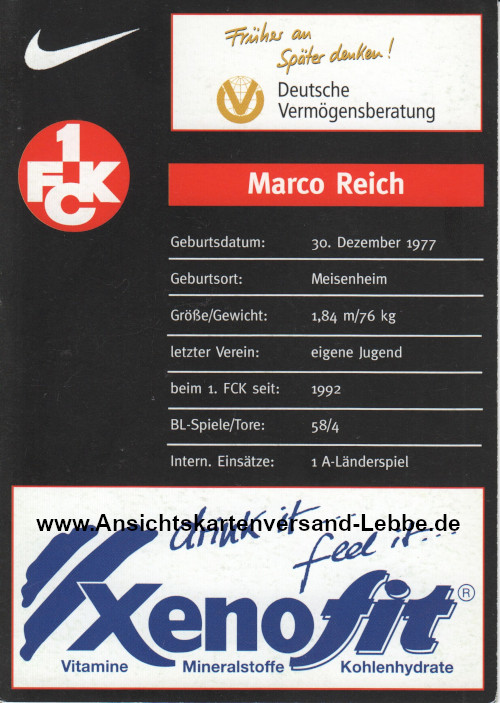 Früher an
Später denken!
Deutsche
Vermögensberatung
1
FCK
Marco Reich
Geburtsdatum: 30. Dezember 1977
Geburtsort: Meisenheim
Größe/Gewicht: 1,84 m/76 kg
letzter Verein: eigene Jugend
beim 1. FCK seit: 1992
BL-Spiele/Tore: 58/4
Intern. Einsätze: 1 A-Länderspiel
www.Ansichtskartenversand-Lebbe.de
drink it ...
feel it ...
xenofit®
Vitamine Mineralstoffe Kohlenhydrate